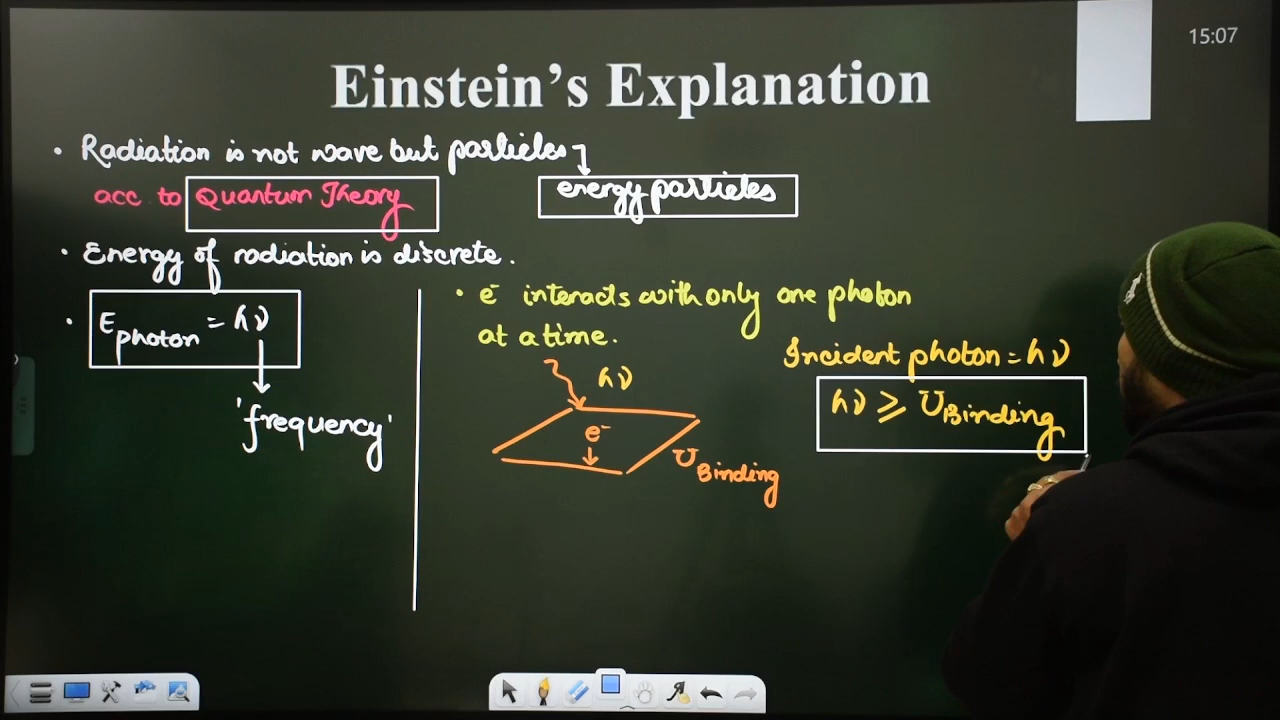 15:07
Einstein's Explanation
• Radiation is not wave but particles
acc. to Quantum Theory
energy particles
• Energy of radiation is discrete.
• E photon = hν
'frequency'
• e⁻ interacts with only one photon
at a time.
hν
e⁻
U Binding
Incident photon = hν
hν ≥ U Binding